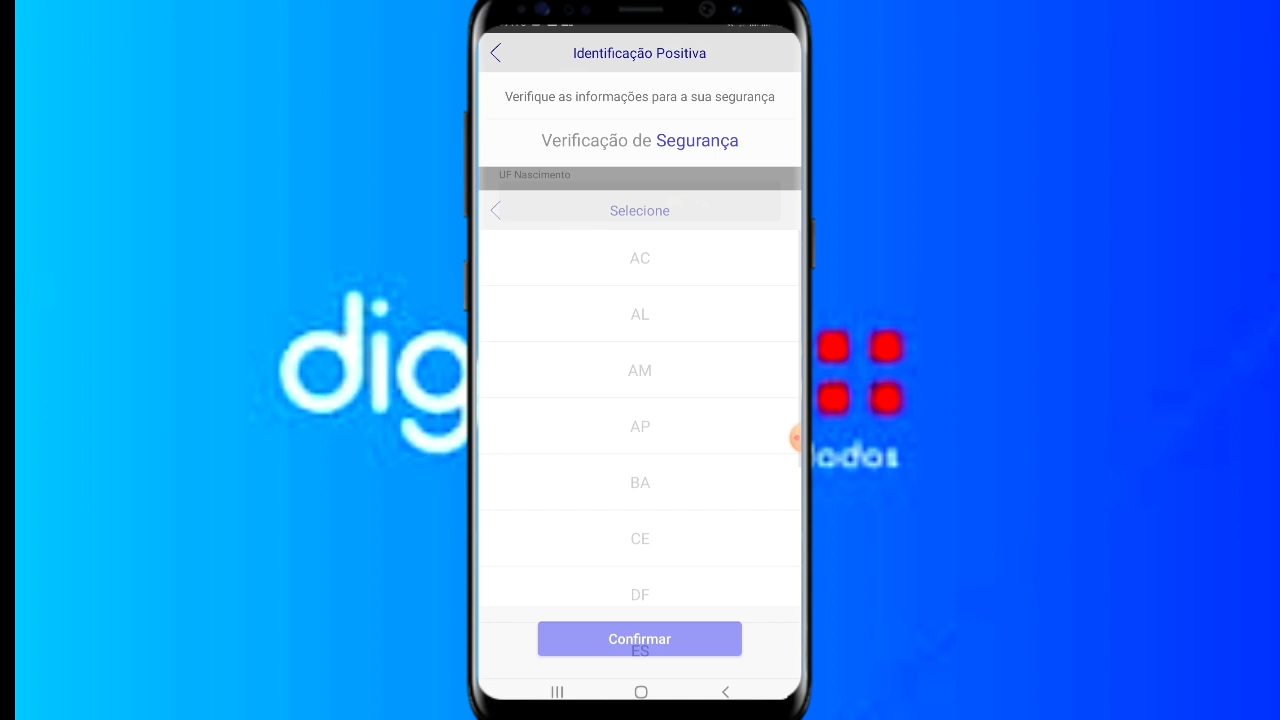 Identificação Positiva
Verifique as informações para a sua segurança
Verificação de Segurança
UF Nascimento
Selecione
AC
AL
AM
AP
BA
CE
DF
Confirmar
ES
dig